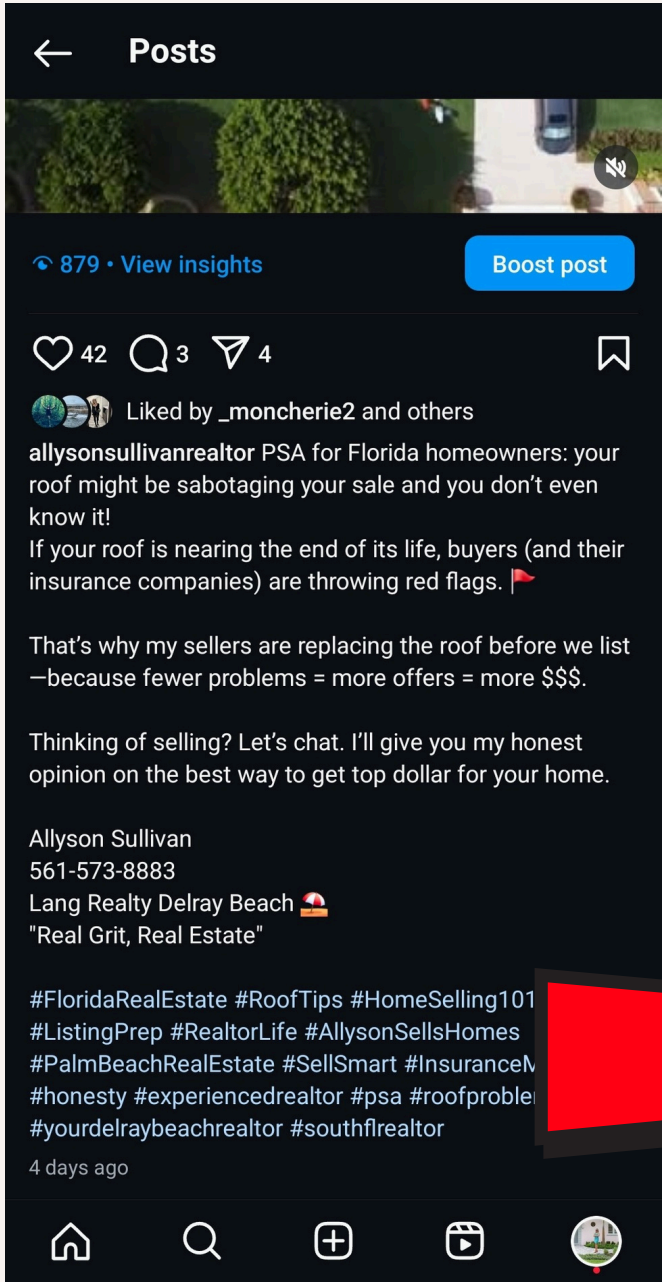 Posts
879 • View insights
Boost post
42 3 4
Liked by _moncherie2 and others
allysonsullivanrealtor PSA for Florida homeowners: your
roof might be sabotaging your sale and you don’t even
know it!
If your roof is nearing the end of its life, buyers (and their
insurance companies) are throwing red flags. 🚩
That’s why my sellers are replacing the roof before we list
—because fewer problems = more offers = more $$$.
Thinking of selling? Let’s chat. I’ll give you my honest
opinion on the best way to get top dollar for your home.
Allyson Sullivan
561-573-8883
Lang Realty Delray Beach 🏖️
"Real Grit, Real Estate"
#FloridaRealEstate #RoofTips #HomeSelling101
#ListingPrep #RealtorLife #AllysonSellsHomes
#PalmBeachRealEstate #SellSmart
#honesty #experiencedrealtor #psa
#yourdelraybeachrealtor #southflrealtor
4 days ago